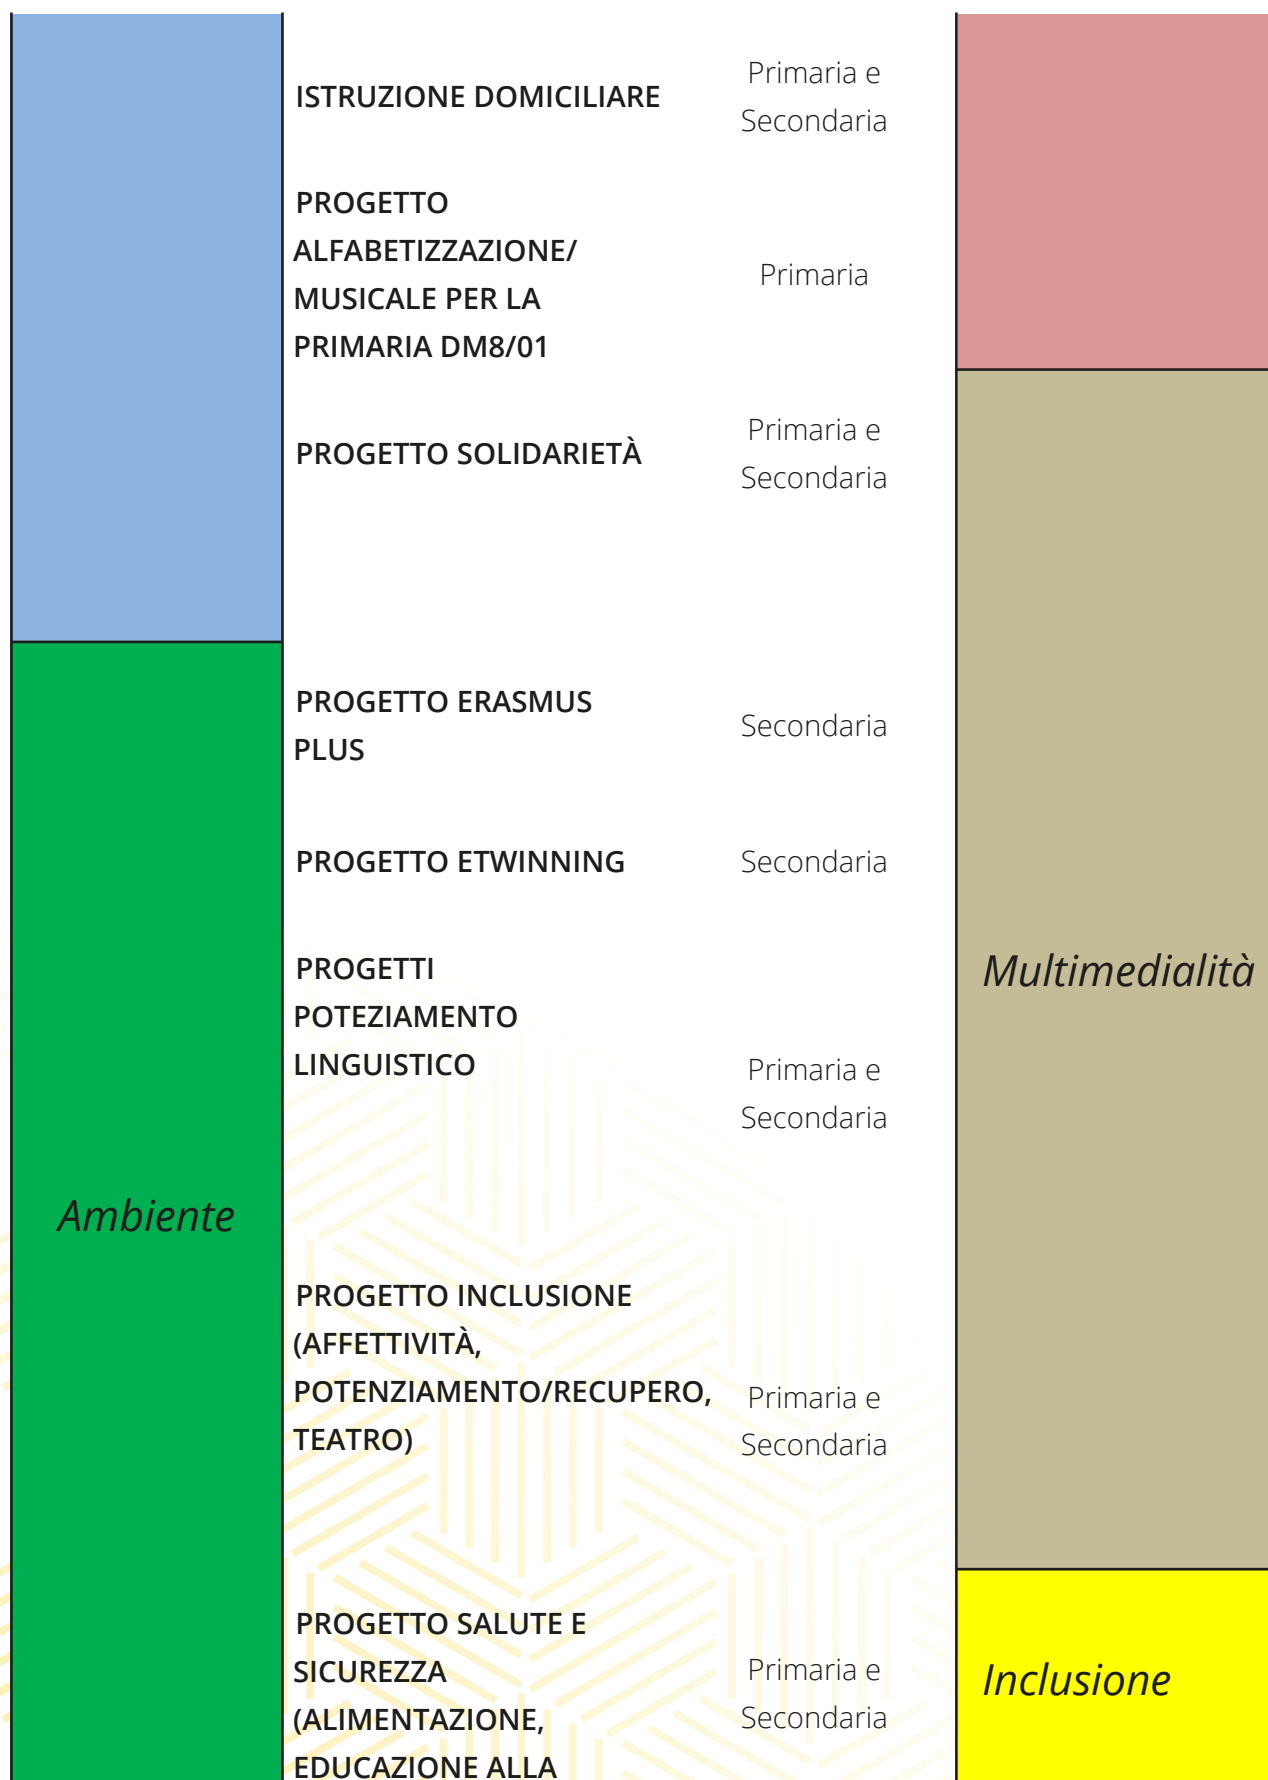 ISTRUZIONE DOMICILIARE
Primaria e
Secondaria
PROGETTO
ALFABETIZZAZIONE/
MUSICALE PER LA
PRIMARIA DM8/01
Primaria
PROGETTO SOLIDARIETÀ
Primaria e
Secondaria
PROGETTO ERASMUS
PLUS
Secondaria
PROGETTO ETWINNING
Secondaria
PROGETTI
POTEZIAMENTO
LINGUISTICO
Primaria e
Secondaria
Multimedialità
Ambiente
PROGETTO INCLUSIONE
(AFFETTIVITÀ,
POTENZIAMENTO/RECUPERO,
TEATRO)
Primaria e
Secondaria
PROGETTO SALUTE E
SICUREZZA
(ALIMENTAZIONE,
EDUCAZIONE ALLA
Primaria e
Secondaria
Inclusione